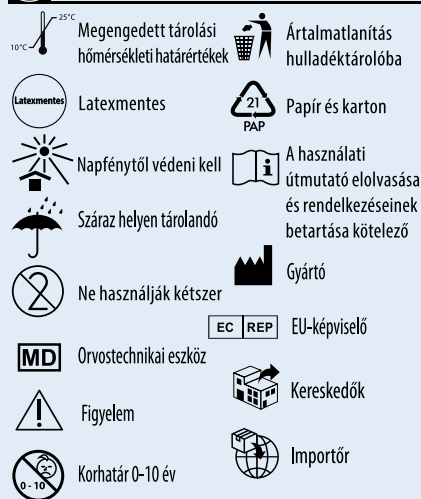 25°C
10°C
Megengedett tárolási
hőmérsékleti határértékek
Latexmentes
Latexmentes
Napfénytől védeni kell
Száraz helyen tárolandó
2
Ne használják kétszer
MD
Orvostechnikai eszköz
!
Figyelem
0 - 10
Korhatár 0-10 év
Ártalmatlanítás
hulladéktárolóba
21
PAP
Papír és karton
i
A használati
útmutató elolvasása
és rendelkezéseinek
betartása kötelező
Gyártó
EC REP
EU-képviselő
Kereskedők
Importőr